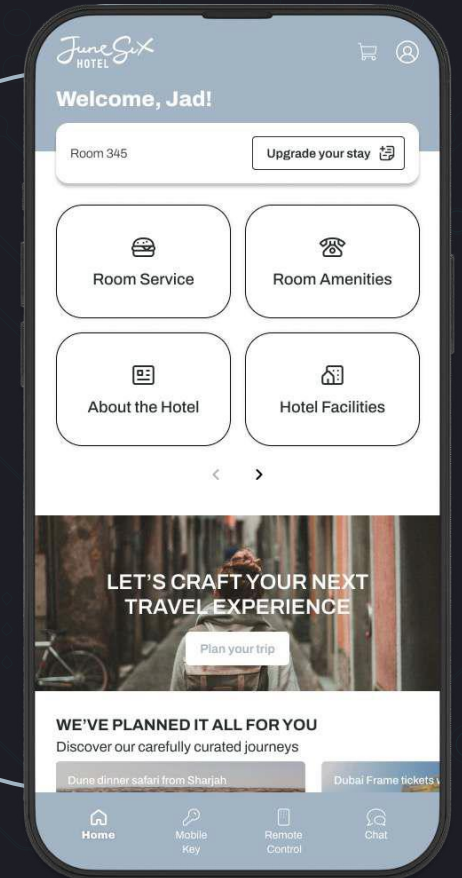 June Six
HOTEL
Welcome, Jad!
Room 345
Upgrade your stay
Room Service
Room Amenities
About the Hotel
Hotel Facilities
LET'S CRAFT YOUR NEXT
TRAVEL EXPERIENCE
Plan your trip
WE'VE PLANNED IT ALL FOR YOU
Discover our carefully curated journeys
Dune dinner safari from Sharjah
Dubai Frame tickets
Home
Mobile
Key
Remote
Control
Chat